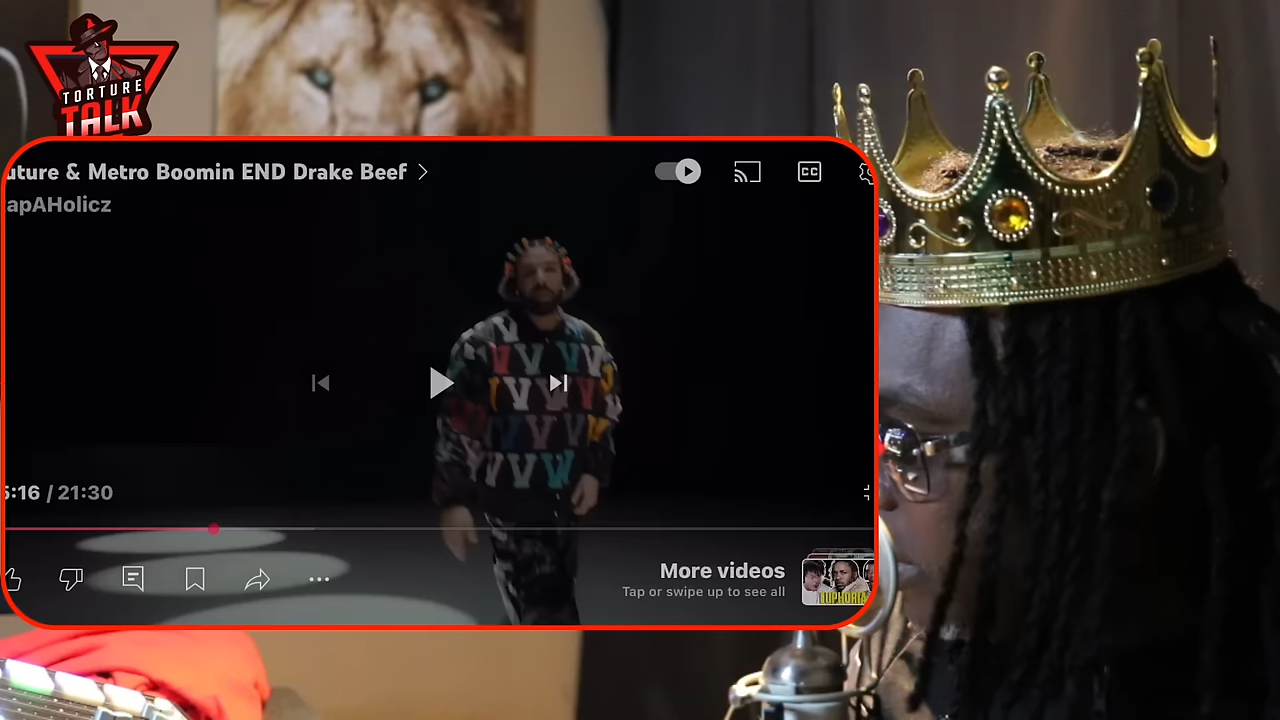 TORTURE
TALK
uture & Metro Boomin END Drake Beef
CC
apAHolicz
5:16 / 21:30
More videos
Tap or swipe up to see all
EUPHORIA